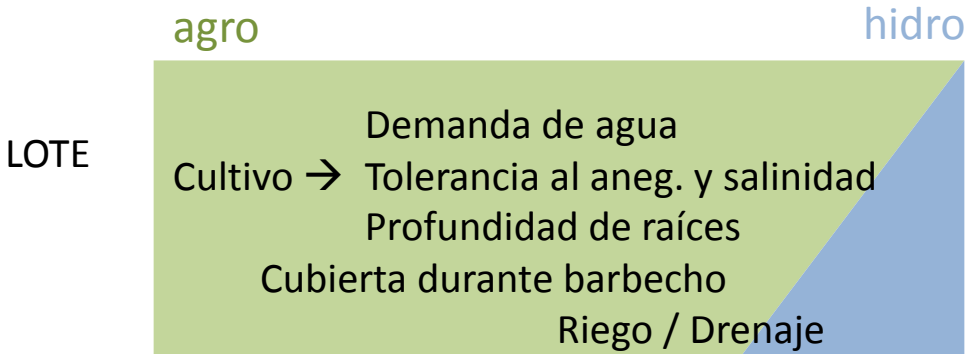 agro
hidro
LOTE
Demanda de agua
Cultivo → Tolerancia al aneg. y salinidad
Profundidad de raíces
Cubierta durante barbecho
Riego / Drenaje